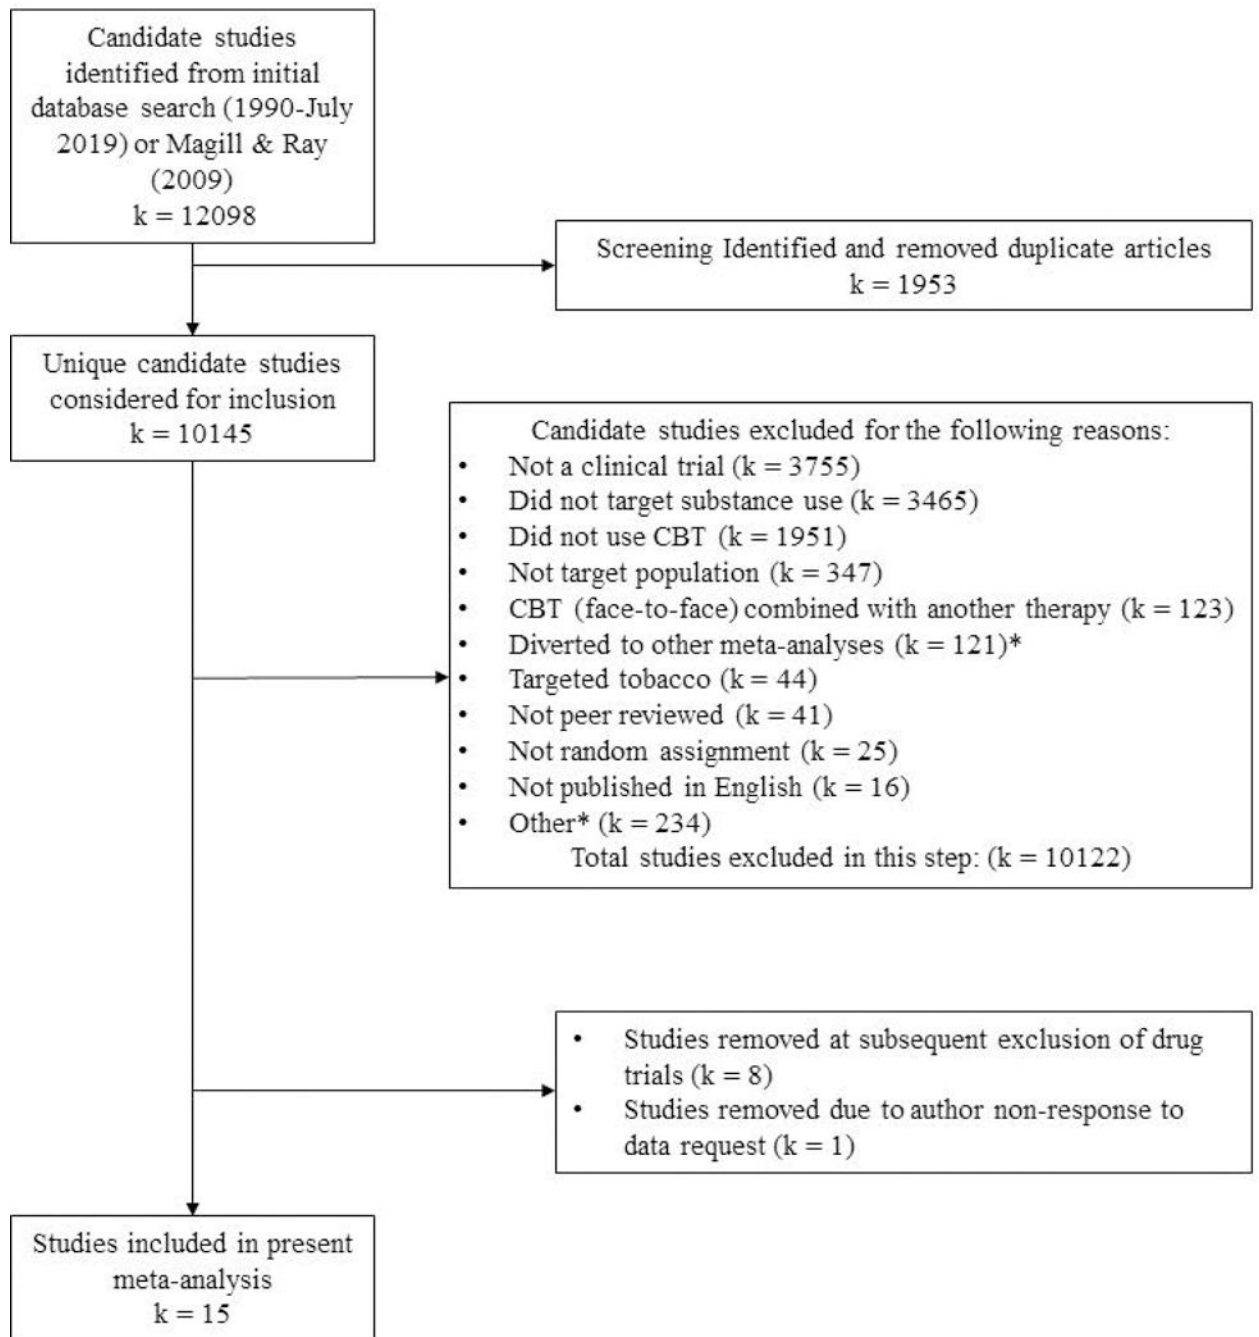 Candidate studies
identified from initial
database search (1990-July
2019) or Magill & Ray
(2009)
k = 12098
Screening Identified and removed duplicate articles
k = 1953
Unique candidate studies
considered for inclusion
k = 10145
Candidate studies excluded for the following reasons:
• Not a clinical trial (k = 3755)
• Did not target substance use (k = 3465)
• Did not use CBT (k = 1951)
• Not target population (k = 347)
• CBT (face-to-face) combined with another therapy (k = 123)
• Diverted to other meta-analyses (k = 121)*
• Targeted tobacco (k = 44)
• Not peer reviewed (k = 41)
• Not random assignment (k = 25)
• Not published in English (k = 16)
• Other* (k = 234)
Total studies excluded in this step: (k = 10122)
• Studies removed at subsequent exclusion of drug
trials (k = 8)
• Studies removed due to author non-response to
data request (k = 1)
Studies included in present
meta-analysis
k = 15